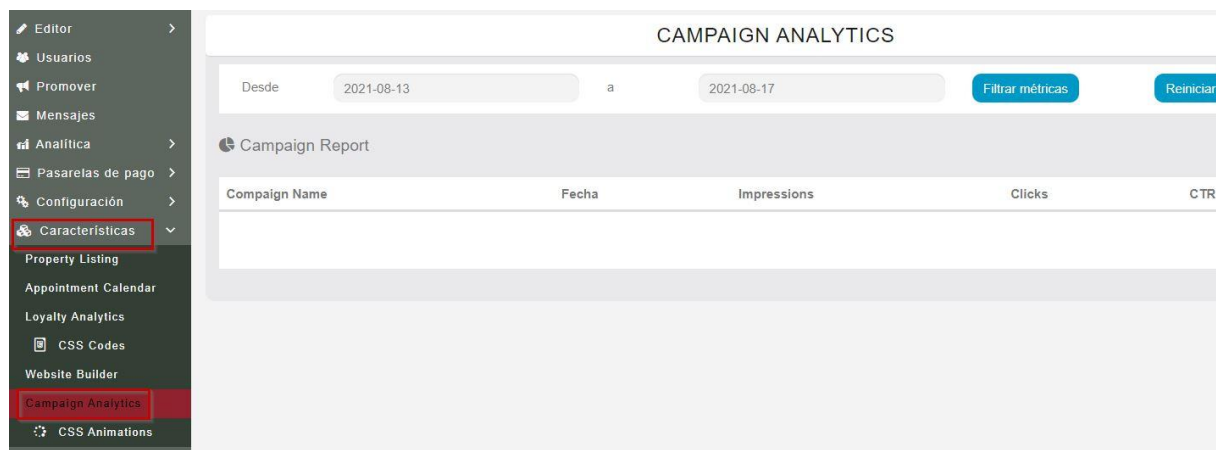 Editor
Usuarios
Promover
Mensajes
Analítica
Pasarelas de pago
Configuración
Características
Property Listing
Appointment Calendar
Loyalty Analytics
CSS Codes
Website Builder
Campaign Analytics
CSS Animations
CAMPAIGN ANALYTICS
Desde 2021-08-13 a 2021-08-17 Filtrar métricas Reiniciar
Campaign Report
Compaign Name Fecha Impressions Clicks CTR